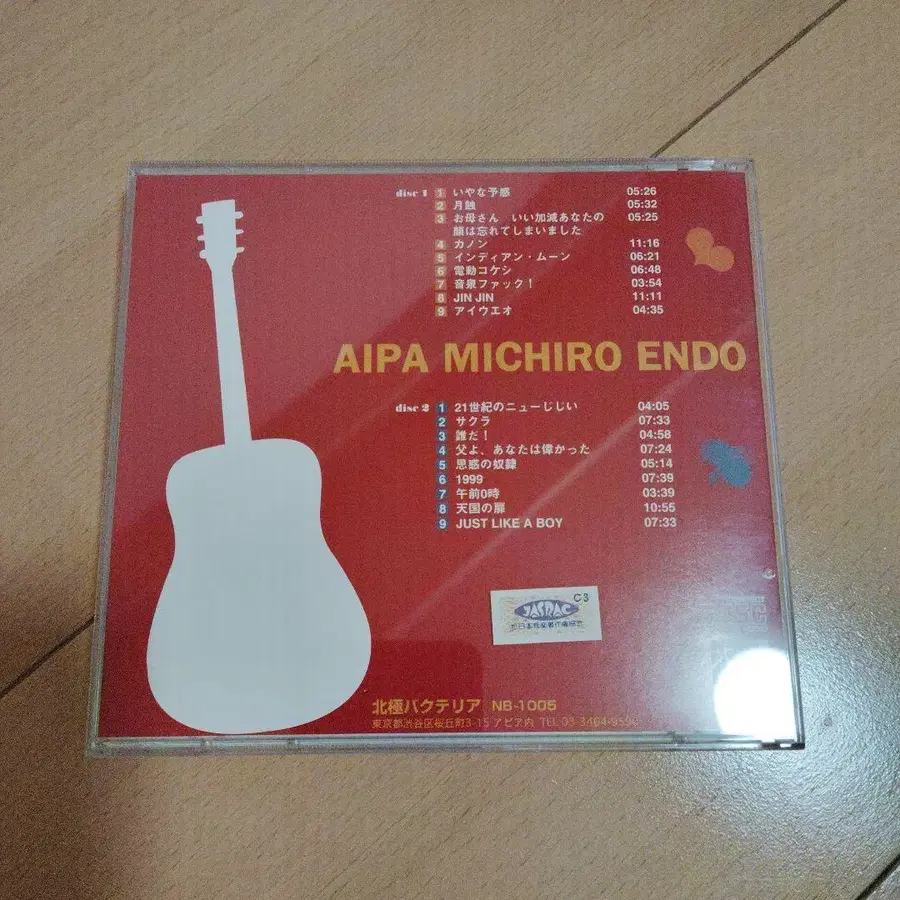 disc 1 1 いやな予感 05:26
2 月蝕 05:32
3 お母さん いい加減あなたの 05:25
顔は忘れてしまいました
4 カノン 11:16
5 インディアン・ムーン 06:21
6 電動コケシ 06:48
7 音泉ファック! 03:54
8 JIN JIN 11:11
9 アイウエオ 04:35
AIPA MICHIRO ENDO
disc 2 1 21世紀のニューじじい 04:05
2 サクラ 07:33
3 誰だ! 04:58
4 父よ、あなたは偉かった 07:24
5 思惑の奴隷 05:14
6 1999 07:39
7 午前0時 03:39
8 天国の扉 10:55
9 JUST LIKE A BOY 07:33
C3
JASRAC
北極バクテリア NB-1005
東京都渋谷区桜丘町3-15 アピア内 TEL 03-3464-